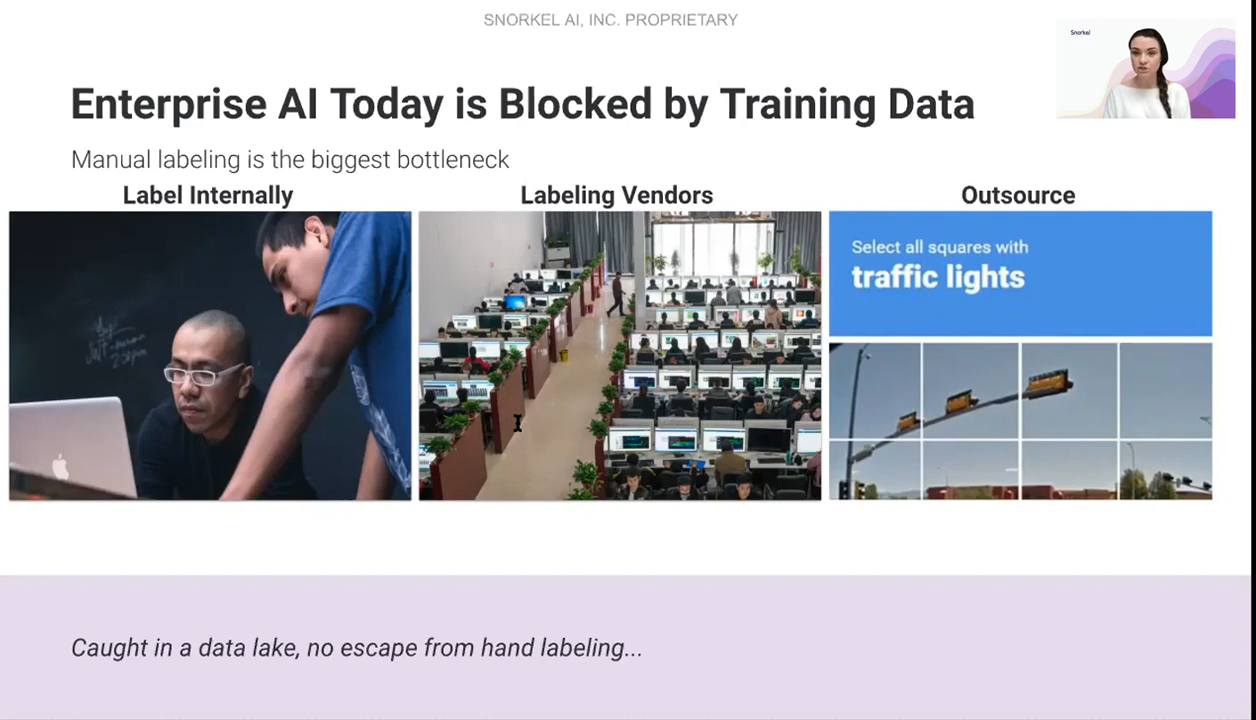 SNORKEL AI, INC. PROPRIETARY
Snorkel
Enterprise AI Today is Blocked by Training Data
Manual labeling is the biggest bottleneck
Label Internally
Labeling Vendors
Outsource
Select all squares with
traffic lights
Caught in a data lake, no escape from hand labeling...